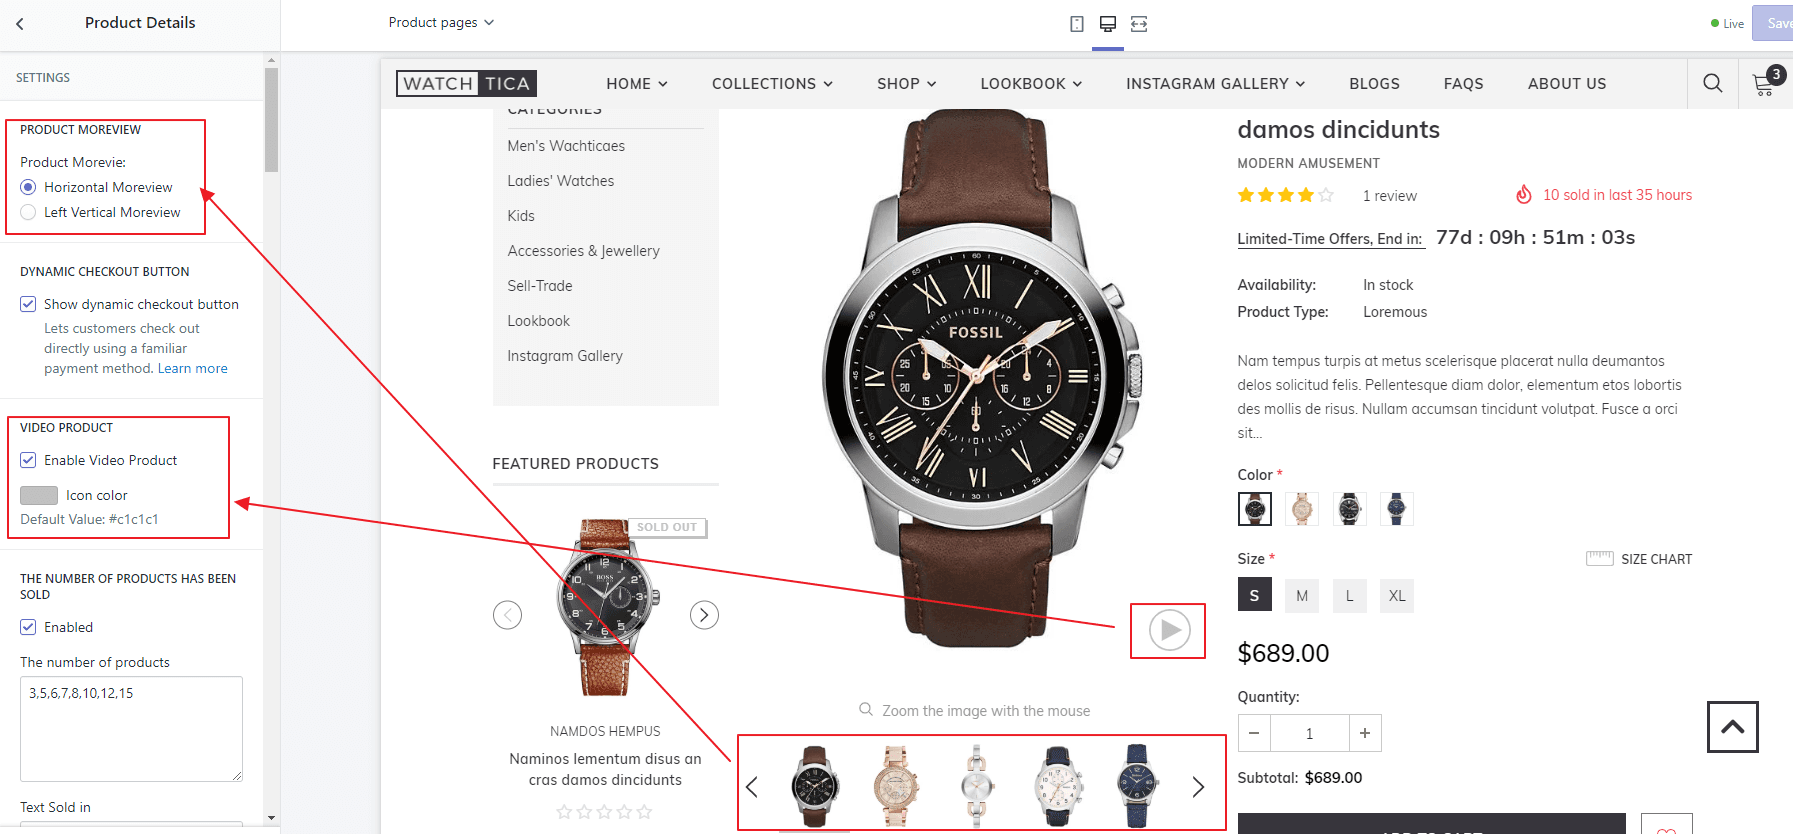 Product Details
Product pages
Live
Save
SETTINGS
PRODUCT MOREVIEW
Product Morevie:
Horizontal Moreview
Left Vertical Moreview
DYNAMIC CHECKOUT BUTTON
Show dynamic checkout button
Lets customers check out
directly using a familiar
payment method. Learn more
VIDEO PRODUCT
Enable Video Product
Icon color
Default Value: #c1c1c1
THE NUMBER OF PRODUCTS HAS BEEN
SOLD
Enabled
The number of products
3,5,6,7,8,10,12,15
Text Sold in
WATCH TICA
HOME
COLLECTIONS
SHOP
LOOKBOOK
INSTAGRAM GALLERY
BLOGS
FAQS
ABOUT US
3
CATEGORIES
Men's Wachticaes
Ladies' Watches
Kids
Accessories & Jewellery
Sell-Trade
Lookbook
Instagram Gallery
FEATURED PRODUCTS
SOLD OUT
BOSS
NAMDOS HEMPUS
Naminos lementum disus an
cras damos dincidunts
FOSSIL
Zoom the image with the mouse
damos dincidunts
MODERN AMUSEMENT
1 review
10 sold in last 35 hours
Limited-Time Offers, End in: 77d : 09h : 51m : 03s
Availability: In stock
Product Type: Loremous
Nam tempus turpis at metus scelerisque placerat nulla deumantos
delos solicitud felis. Pellentesque diam dolor, elementum etos lobortis
des mollis de risus. Nullam accumsan tincidunt volutpat. Fusce a orci
sit...
Color *
Size *
SIZE CHART
S M L XL
$689.00
Quantity:
− 1 +
Subtotal: $689.00
ADD TO CART